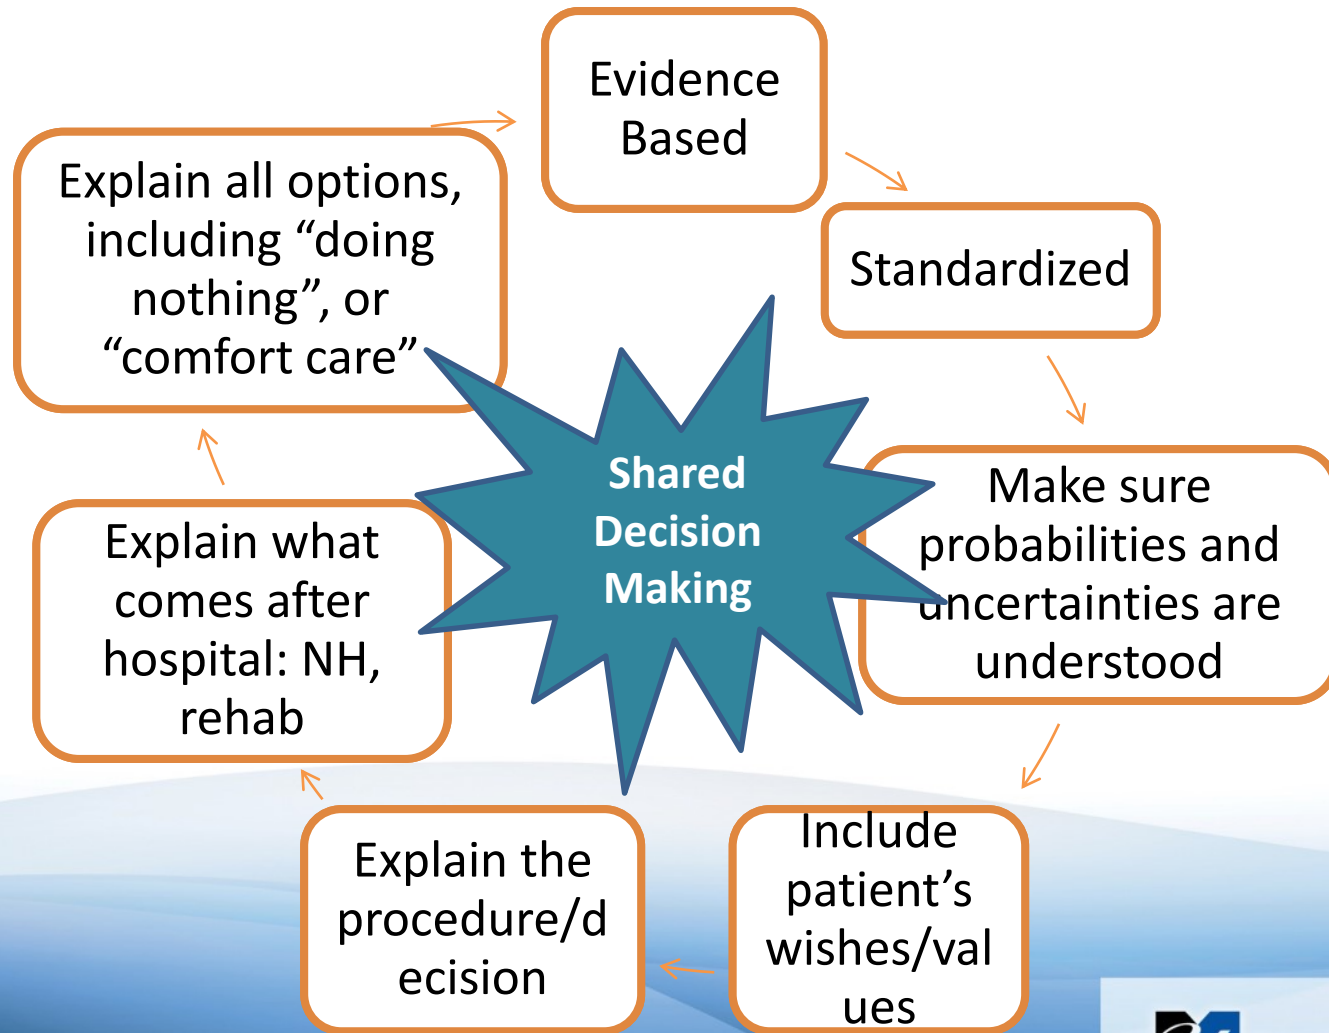 Evidence
Based
Standardized
Make sure
probabilities and
uncertainties are
understood
Include
patient’s
wishes/val
ues
Explain the
procedure/d
ecision
Explain what
comes after
hospital: NH,
rehab
Explain all options,
including “doing
nothing”, or
“comfort care”
Shared
Decision
Making